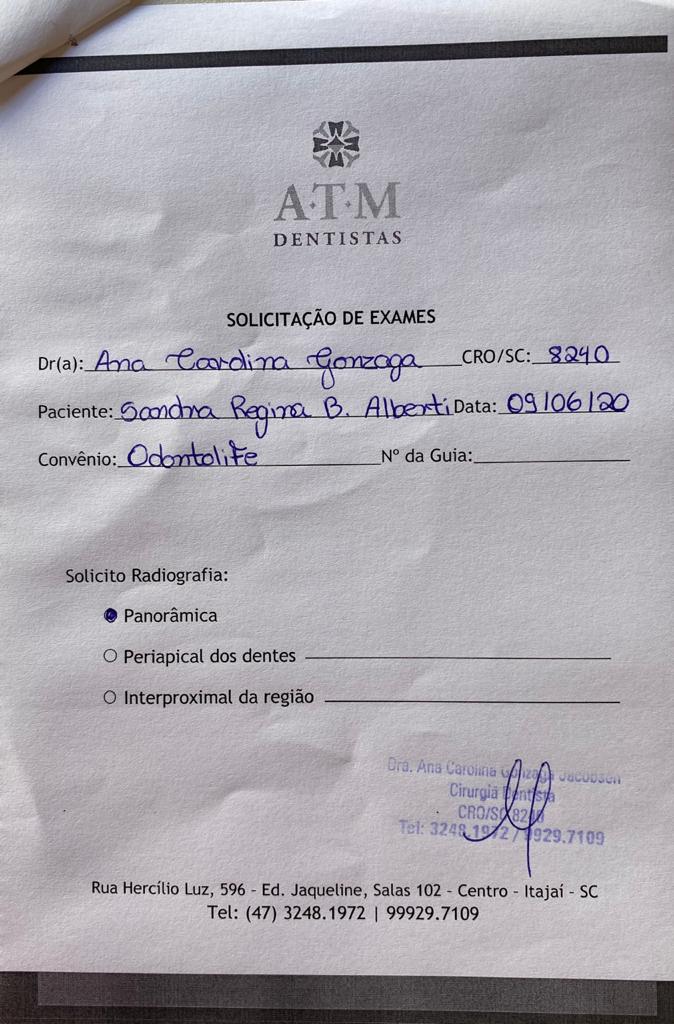 A·T·M
DENTISTAS
SOLICITAÇÃO DE EXAMES
Dr(a): Ana Carolina Gonzaga CRO/SC: 8240
Paciente: Sandra Regina B. Alberti Data: 09/06/20
Convênio: Odontolife Nº da Guia:
Solicito Radiografia:
Panorâmica
Periapical dos dentes
Interproximal da região
Dra. Ana Carolina Gonzaga Jacobsen
Cirurgiã Dentista
CRO/SC 8240
Tel: 3248.1972 / 9929.7109
Rua Hercílio Luz, 596 - Ed. Jaqueline, Salas 102 - Centro - Itajaí - SC
Tel: (47) 3248.1972 | 99929.7109